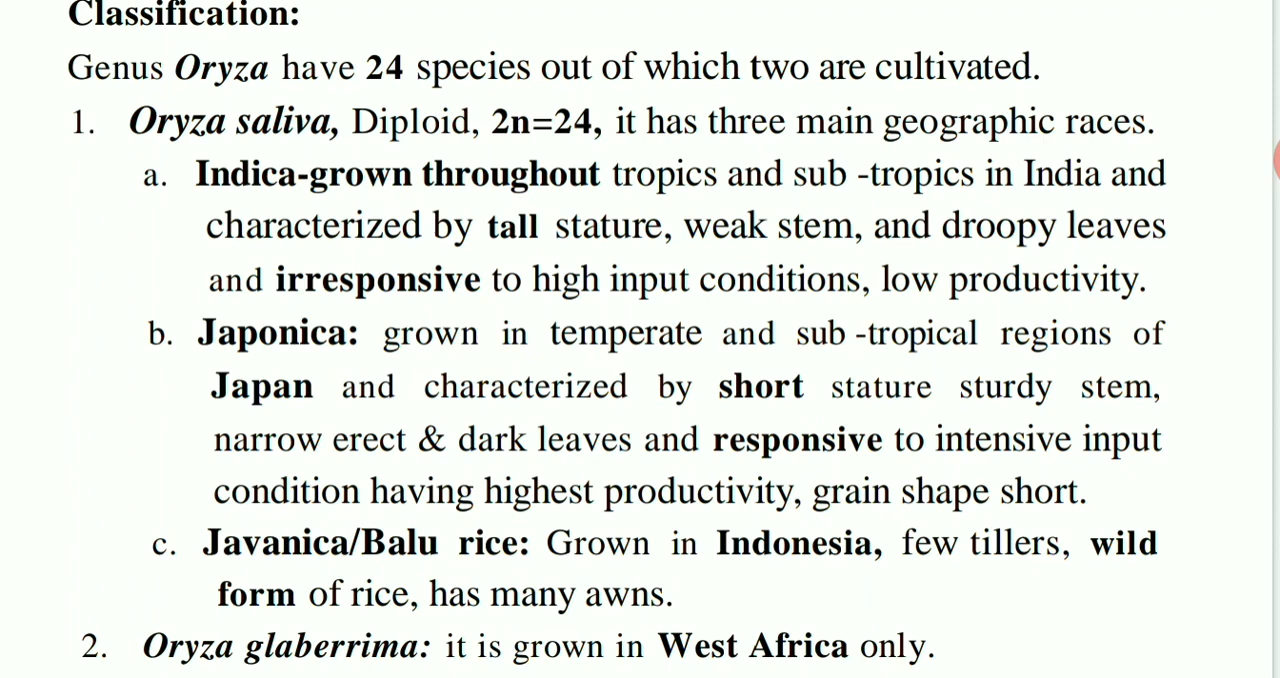 Classification:
Genus Oryza have 24 species out of which two are cultivated.
1. Oryza saliva, Diploid, 2n=24, it has three main geographic races.
a. Indica-grown throughout tropics and sub -tropics in India and
characterized by tall stature, weak stem, and droopy leaves
and irresponsive to high input conditions, low productivity.
b. Japonica: grown in temperate and sub -tropical regions of
Japan and characterized by short stature sturdy stem,
narrow erect & dark leaves and responsive to intensive input
condition having highest productivity, grain shape short.
c. Javanica/Balu rice: Grown in Indonesia, few tillers, wild
form of rice, has many awns.
2. Oryza glaberrima: it is grown in West Africa only.